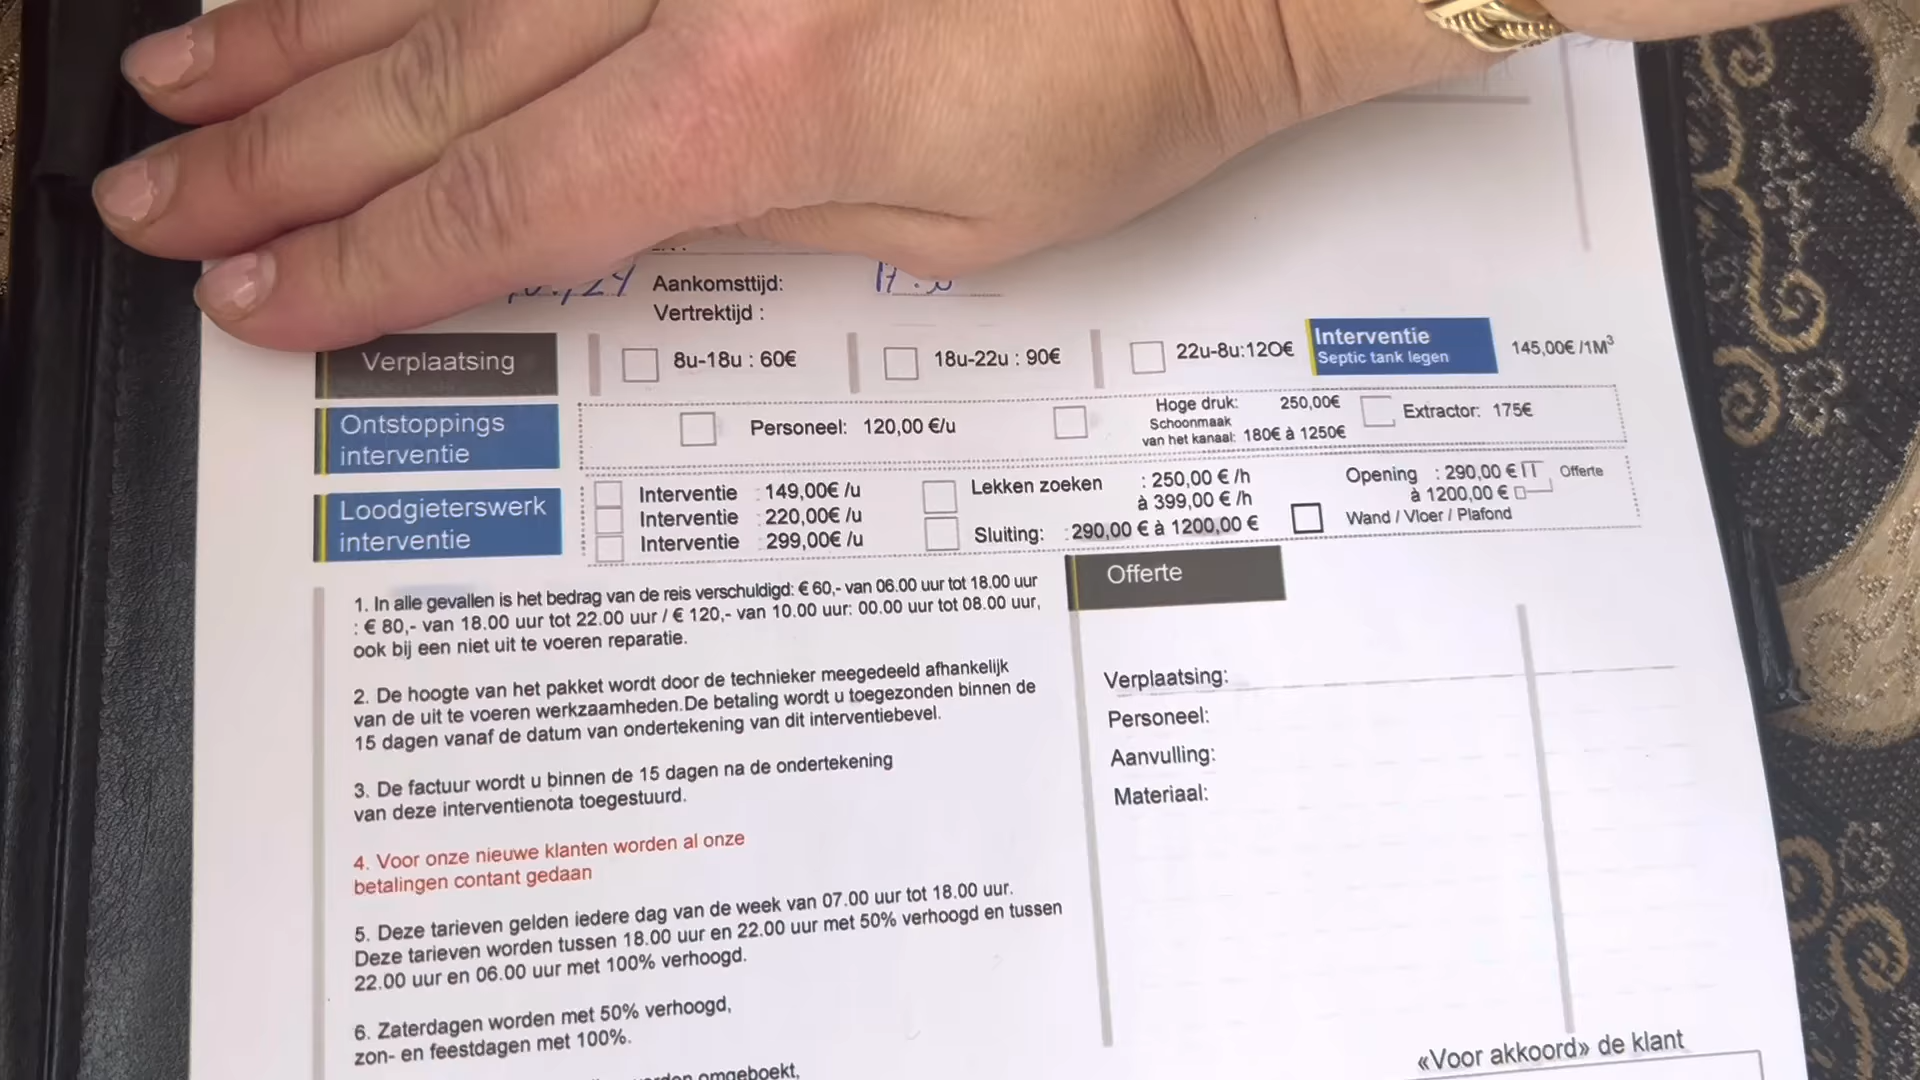 Aankomsttijd: 17
Vertrektijd :
Verplaatsing
8u-18u : 60€
18u-22u : 90€
22u-8u:12O€
Interventie
Septic tank legen
145,00€ /1M³
Ontstoppings
interventie
Personeel: 120,00 €/u
Hoge druk: 250,00€
Schoonmaak
van het kanaal: 180€ à 1250€
Extractor: 175€
Loodgieterswerk
interventie
Interventie : 149,00€ /u
Interventie : 220,00€ /u
Interventie : 299,00€ /u
Lekken zoeken : 250,00 € /h
à 399,00 € /h
Sluiting: : 290,00 € à 1200,00 €
Opening : 290,00 €
à 1200,00 €
Offerte
Wand / Vloer / Plafond
1. In alle gevallen is het bedrag van de reis verschuldigd: € 60,- van 06.00 uur tot 18.00 uur
: € 80,- van 18.00 uur tot 22.00 uur / € 120,- van 10.00 uur: 00.00 uur tot 08.00 uur,
ook bij een niet uit te voeren reparatie.
2. De hoogte van het pakket wordt door de technieker meegedeeld afhankelijk
van de uit te voeren werkzaamheden.De betaling wordt u toegezonden binnen de
15 dagen vanaf de datum van ondertekening van dit interventiebevel.
3. De factuur wordt u binnen de 15 dagen na de ondertekening
van deze interventienota toegestuurd.
4. Voor onze nieuwe klanten worden al onze
betalingen contant gedaan
5. Deze tarieven gelden iedere dag van de week van 07.00 uur tot 18.00 uur.
Deze tarieven worden tussen 18.00 uur en 22.00 uur met 50% verhoogd en tussen
22.00 uur en 06.00 uur met 100% verhoogd.
6. Zaterdagen worden met 50% verhoogd,
zon- en feestdagen met 100%.
omgeboekt,
Offerte
Verplaatsing:
Personeel:
Aanvulling:
Materiaal:
«Voor akkoord» de klant